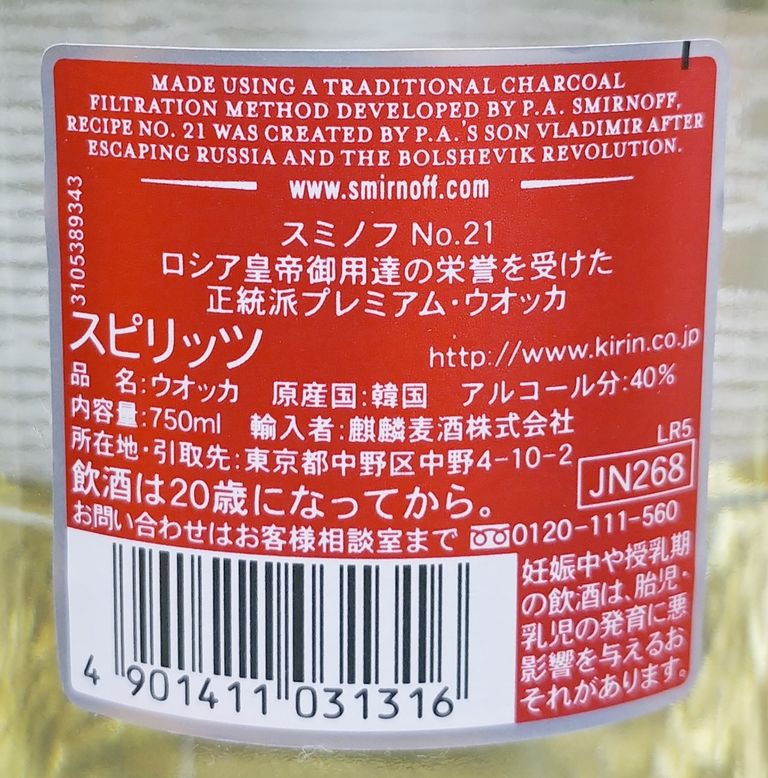 MADE USING A TRADITIONAL CHARCOAL
FILTRATION METHOD DEVELOPED BY P.A. SMIRNOFF,
RECIPE NO. 21 WAS CREATED BY P.A.'S SON VLADIMIR AFTER
ESCAPING RUSSIA AND THE BOLSHEVIK REVOLUTION.
www.smirnoff.com
3105389343
スミノフ No.21
ロシア皇帝御用達の栄誉を受けた
正統派プレミアム・ウオッカ
スピリッツ
http://www.kirin.co.jp
品 名:ウオッカ 原産国:韓国 アルコール分:40%
内容量:750ml 輸入者:麒麟麦酒株式会社
所在地・引取先:東京都中野区中野4-10-2
LR5
JN268
飲酒は20歳になってから。
お問い合わせはお客様相談室まで 0120-111-560
妊娠中や授乳期
の飲酒は、胎児・
乳児の発育に悪
影響を与えるお
それがあります。
4 901411 031316